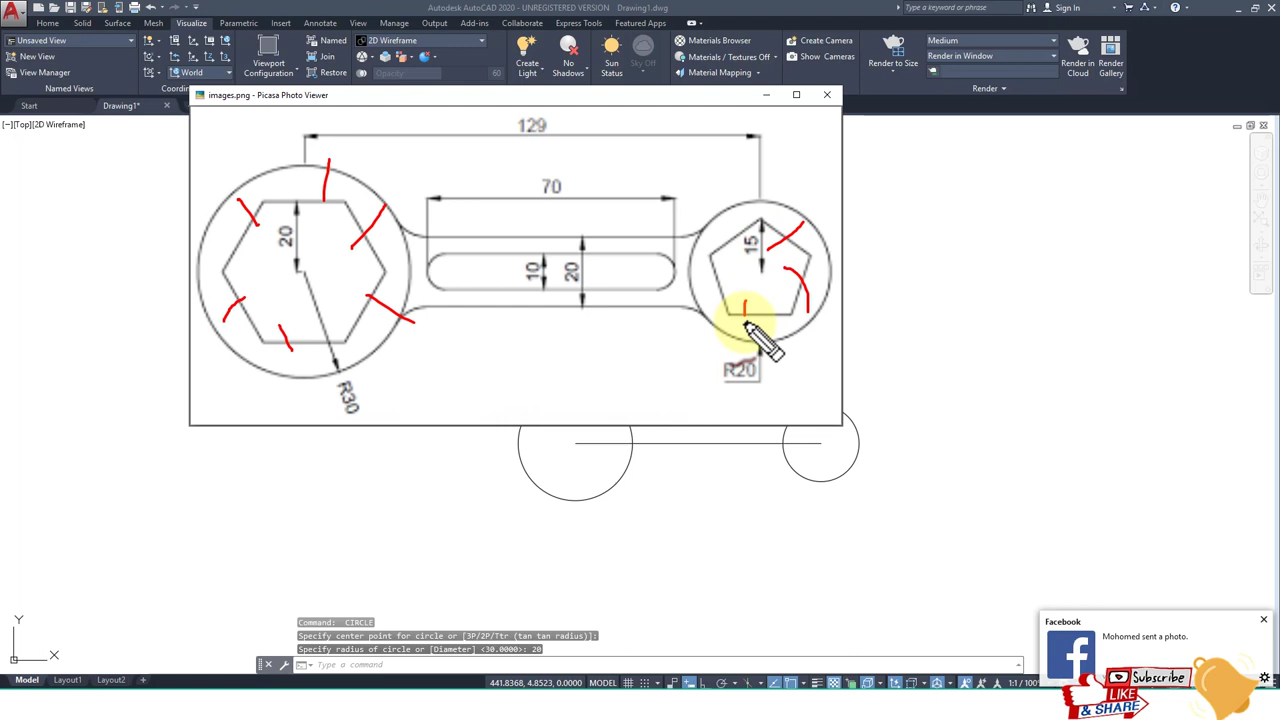 Autodesk AutoCAD 2020 - UNREGISTERED VERSION Drawing1.dwg
Type a keyword or phrase
Sign In
Home Solid Surface Mesh Visualize Parametric Insert Annotate View Manage Output Add-ins Collaborate Express Tools Featured Apps
Unsaved View
New View
View Manager
Named Views
World
Coordin
Viewport
Configuration
Named
Join
Restore
2D Wireframe
Opacity
60
Create
Light
No
Shadows
Sun
Status
Sky Off
Materials Browser
Materials / Textures Off
Material Mapping
Create Camera
Show Cameras
Render to Size
Medium
Render in Window
Render in
Cloud
Render
Gallery
Render
Start
Drawing1*
[−][Top][2D Wireframe]
images.png - Picasa Photo Viewer
129
70
20
10
20
15
R30
R20
Command: CIRCLE
Specify center point for circle or [3P/2P/Ttr (tan tan radius)]:
Specify radius of circle or [Diameter] <30.0000>: 20
Type a command
Y
X
Model Layout1 Layout2
441.8368, 4.8523, 0.0000 MODEL
1:1 / 100%
Facebook
Mohomed sent a photo.
Subscribe
LIKE
& SHARE